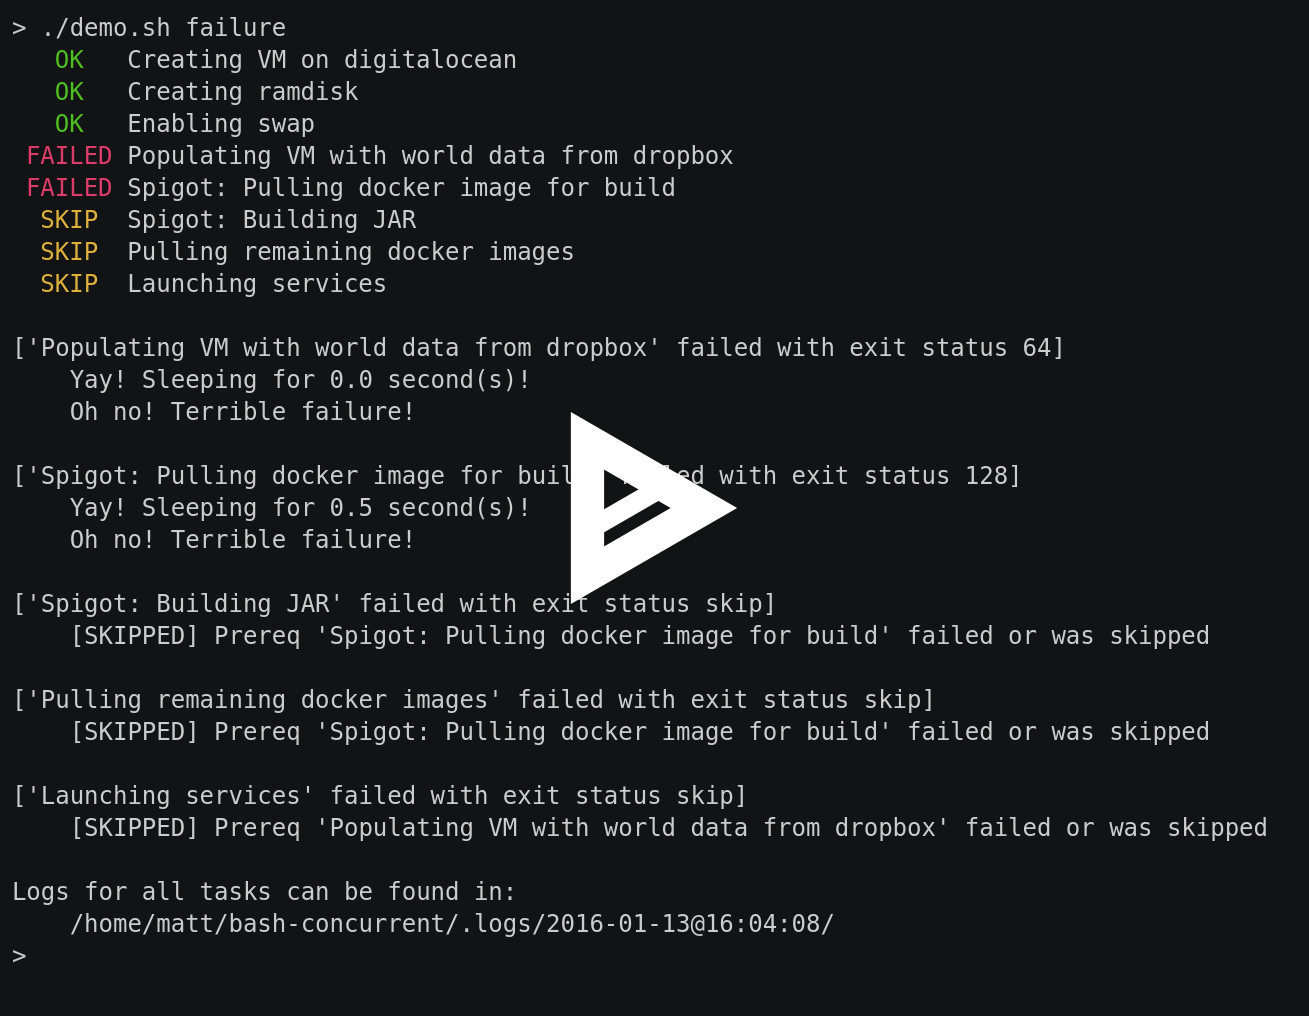 > ./demo.sh failure
   OK   Creating VM on digitalocean
   OK   Creating ramdisk
   OK   Enabling swap
 FAILED Populating VM with world data from dropbox
 FAILED Spigot: Pulling docker image for build
  SKIP  Spigot: Building JAR
  SKIP  Pulling remaining docker images
  SKIP  Launching services

['Populating VM with world data from dropbox' failed with exit status 64]
    Yay! Sleeping for 0.0 second(s)!
    Oh no! Terrible failure!

['Spigot: Pulling docker image for with exit status 128]
    Yay! Sleeping for 0.5 second(s)!
    Oh no! Terrible failure!

['Spigot: Building JAR' failed with exit status skip]
    [SKIPPED] Prereq 'Spigot: Pulling docker image for build' failed or was skipped

['Pulling remaining docker images' failed with exit status skip]
    [SKIPPED] Prereq 'Spigot: Pulling docker image for build' failed or was skipped

['Launching services' failed with exit status skip]
    [SKIPPED] Prereq 'Populating VM with world data from dropbox' failed or was skipped

Logs for all tasks can be found in:
    /home/matt/bash-concurrent/.logs/2016-01-13@16:04:08/
>